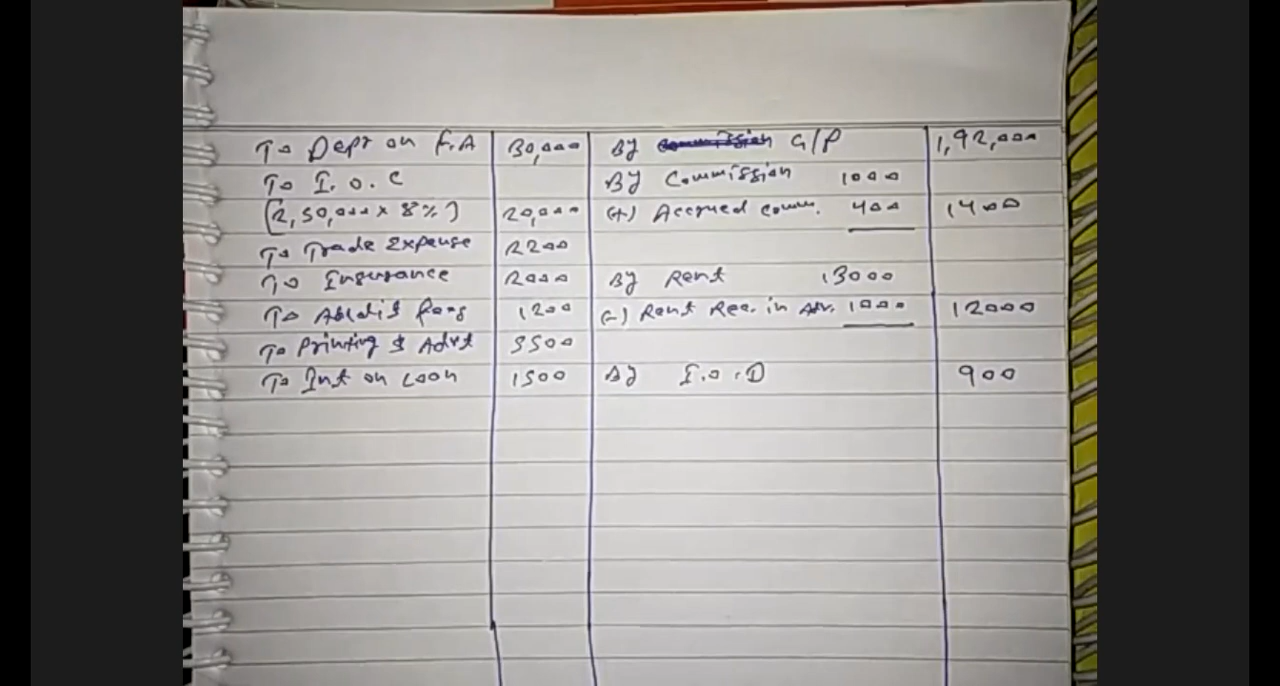 To Depr on F.A 30,000 By G/P 1,92,000
To I.O.C By Commission 1000
[2,50,000 x 8%] 20,000 (+) Accrued comm. 400 1400
To Trade Expense 2200
To Insurance 2000 By Rent 13000
To 1200 (-) Rent Rec. in Adv. 1000 12000
To Printing & Advt 3500
To Int on Loan 1500 By I.O.D 900